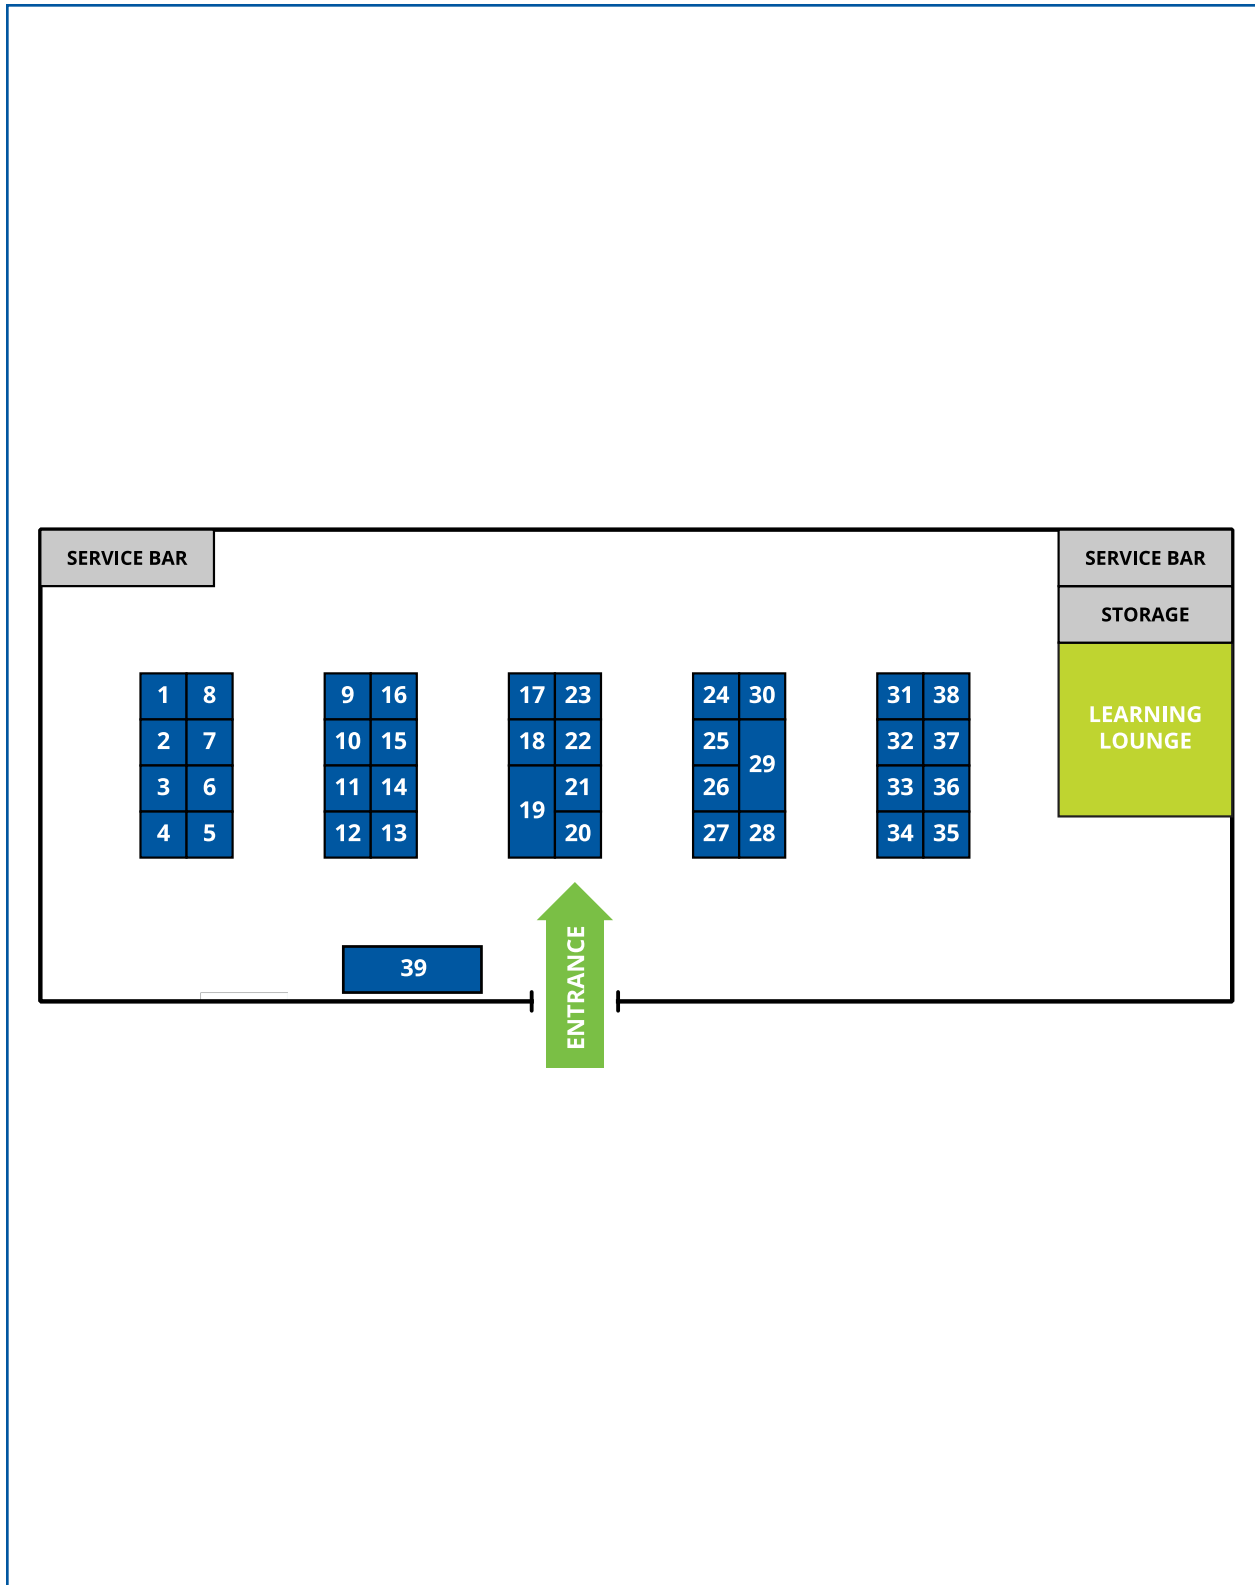 SERVICE BAR
SERVICE BAR
STORAGE
LEARNING
LOUNGE
1 8 9 16 17 23 24 30 31 38
2 7 10 15 18 22 25 29 32 37
3 6 11 14 19 21 26 33 36
4 5 12 13 20 27 28 34 35
39
ENTRANCE